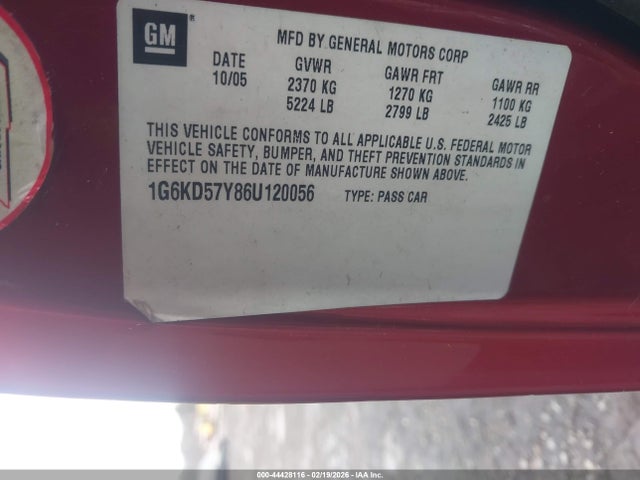 GM
MFD BY GENERAL MOTORS CORP
DATE GVWR GAWR FRT GAWR RR
10/05 2370 KG 1270 KG 1100 KG
5224 LB 2799 LB 2425 LB
THIS VEHICLE CONFORMS TO ALL APPLICABLE U.S. FEDERAL MOTOR
VEHICLE SAFETY, BUMPER, AND THEFT PREVENTION STANDARDS IN
EFFECT ON THE DATE OF MANUFACTURE SHOWN ABOVE.
1G6KD57Y86U120056 TYPE: PASS CAR
000-44428116 - 02/19/2026 - IAAI, Inc.